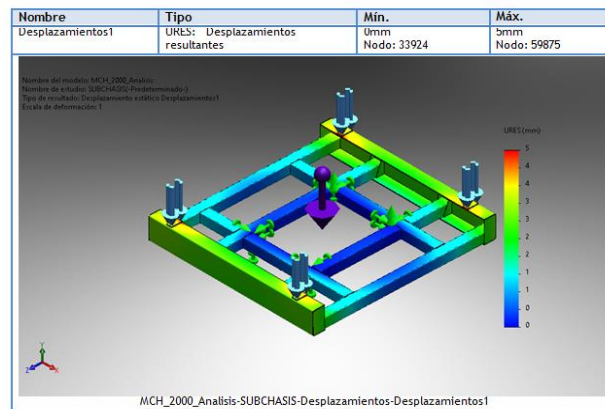 Nombre Tipo Mín. Máx.
Desplazamientos1 URES: Desplazamientos 0mm 5mm
resultantes Nodo: 33924 Nodo: 59875
Nombre del modelo: MCH_2000_Analisis
Nombre de estudio: SUBCHASIS(-Predeterminado-)
Tipo de resultado: Desplazamiento estático Desplazamientos1
Escala de deformación: 1
URES (mm)
5
5
4
4
3
3
2
2
1
1
0
0
Y
Z X
MCH_2000_Analisis-SUBCHASIS-Desplazamientos-Desplazamientos1